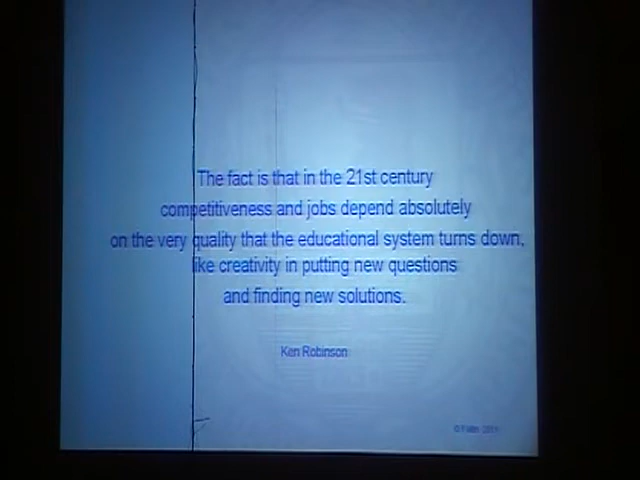 The fact is that in the 21st century
competitiveness and jobs depend absolutely
on the very quality that the educational system turns down,
like creativity in putting new questions
and finding new solutions.
Ken Robinson